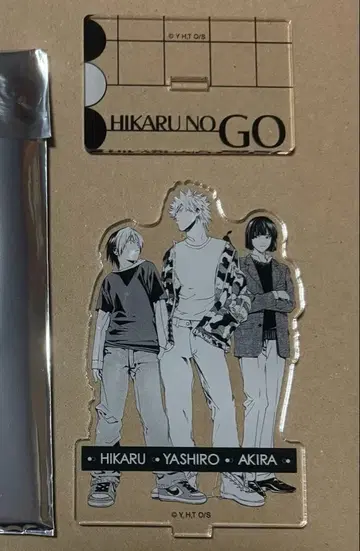 © Y,H,T O/S
HIKARU NO GO
· HIKARU · YASHIRO · AKIRA ·
© Y,H,T O/S